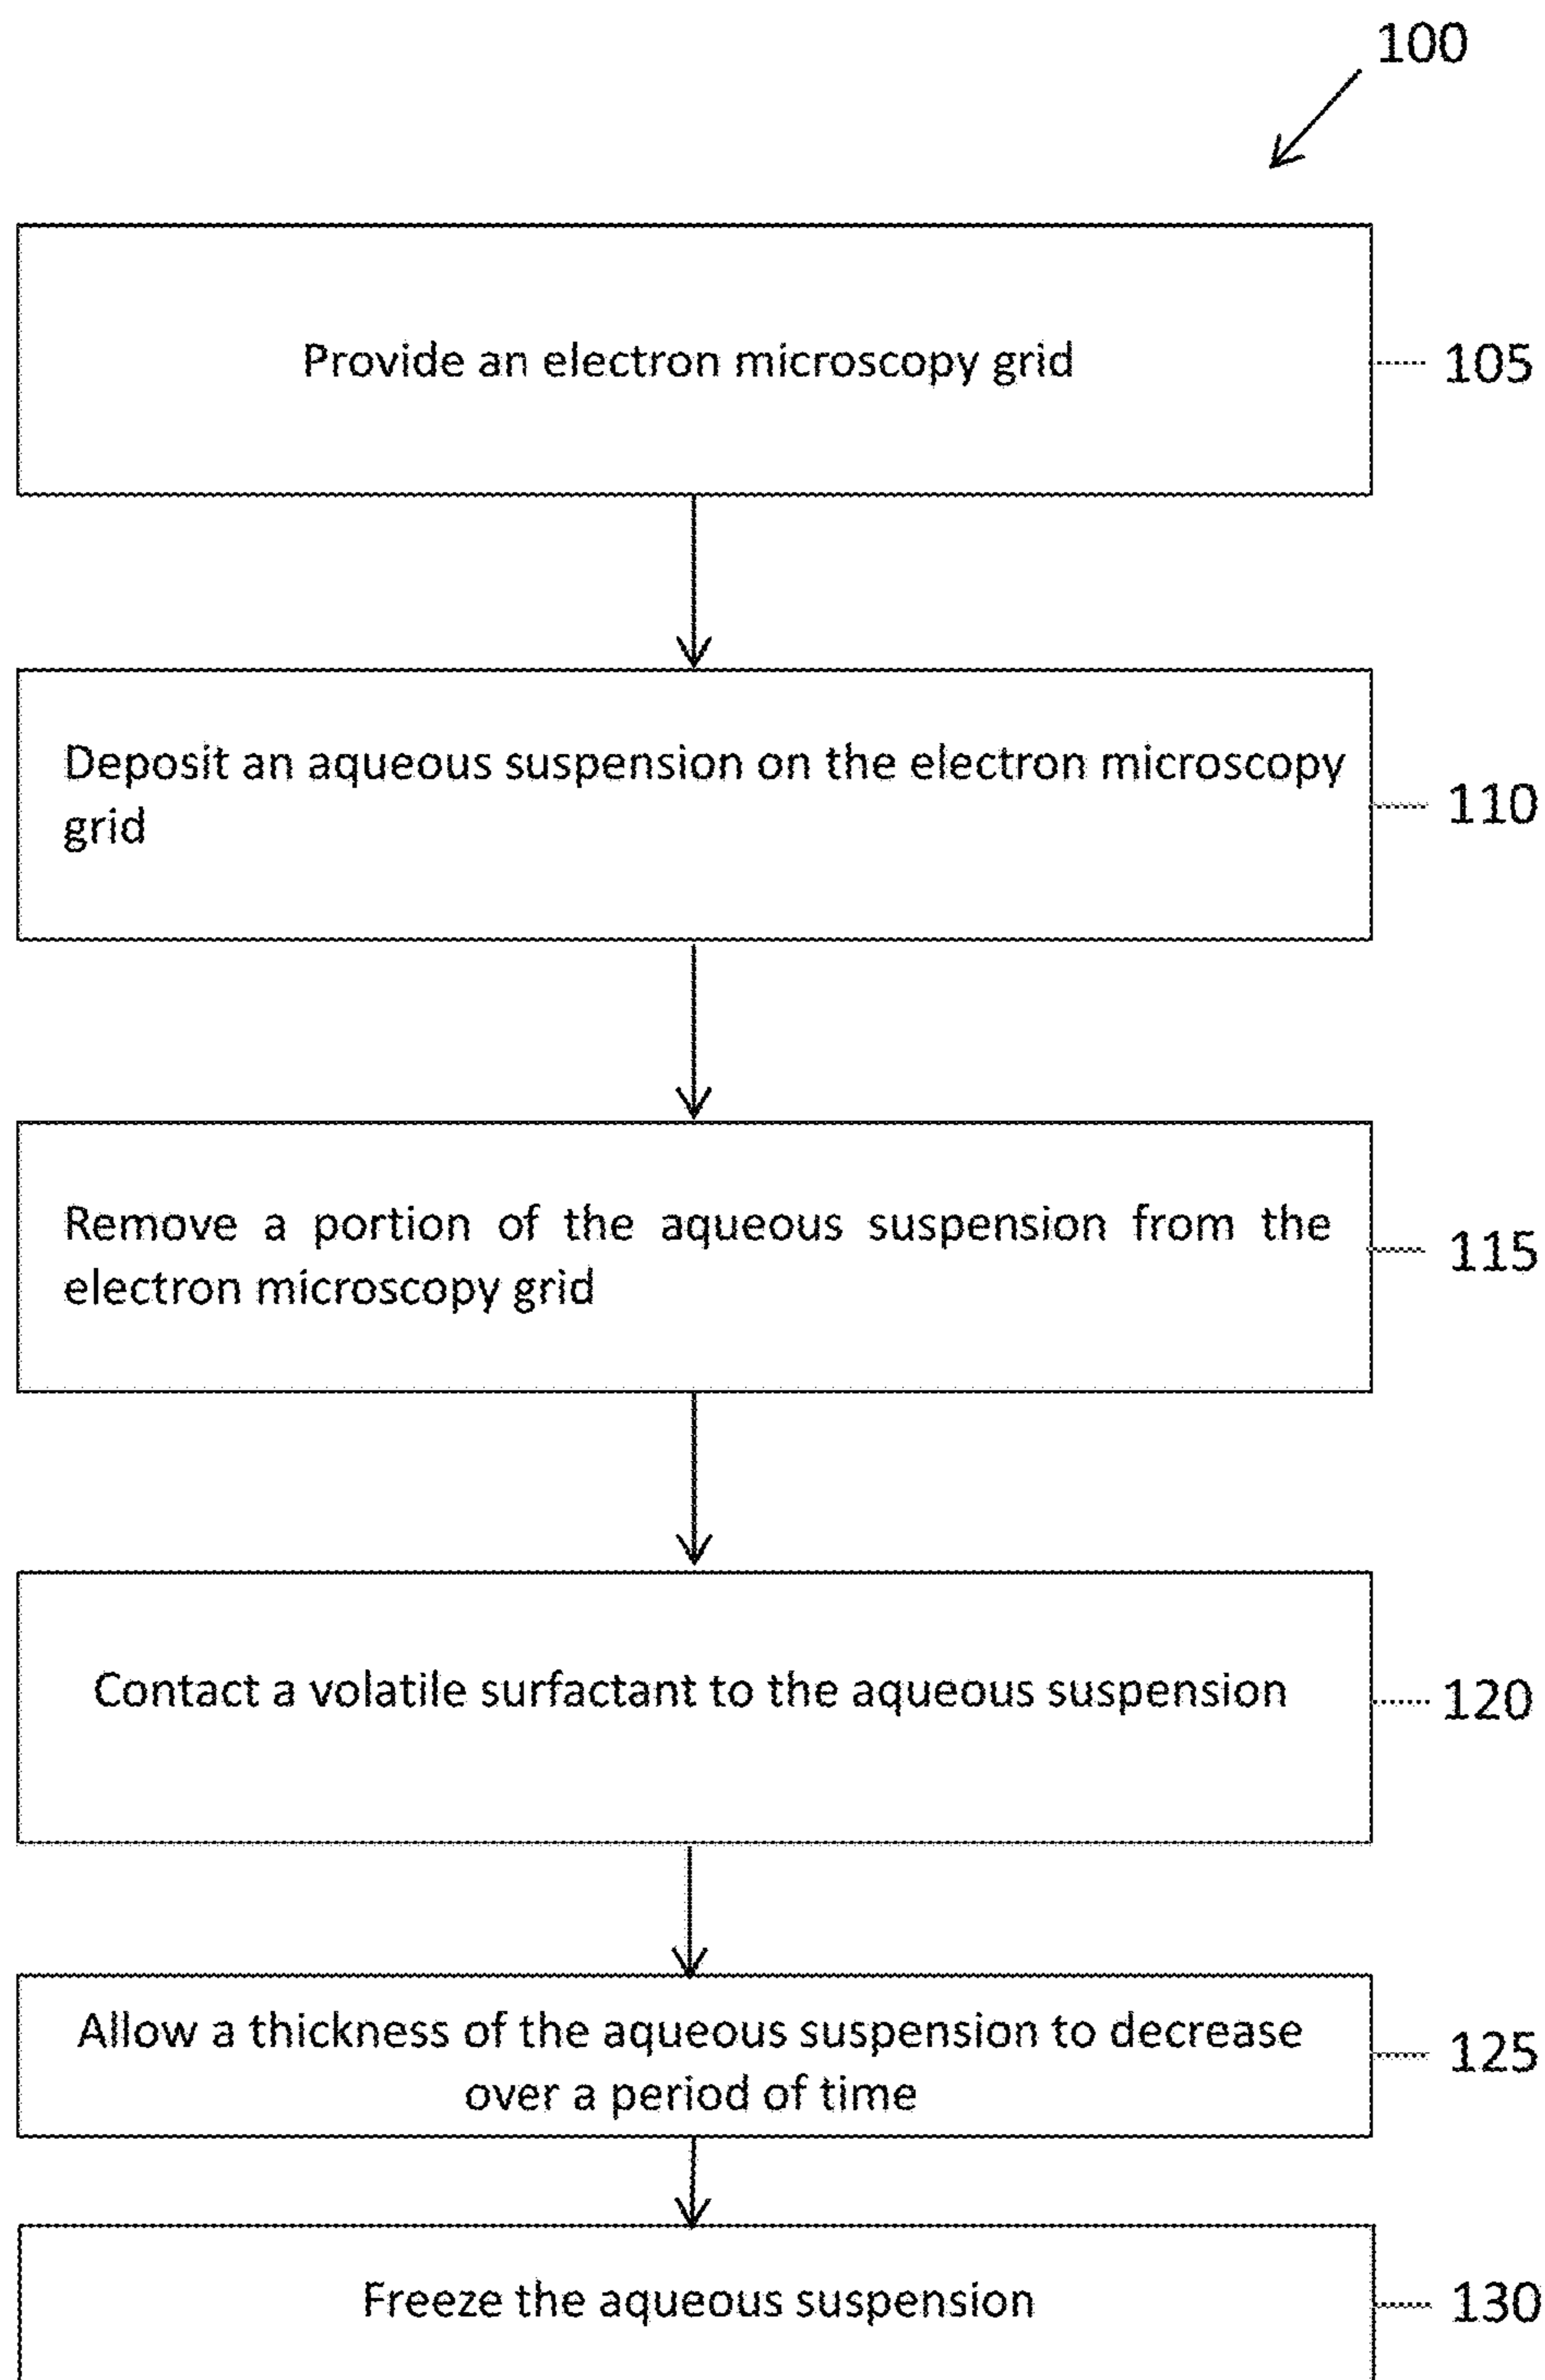 100
Provide an electron microscopy grid
105
Deposit an aqueous suspension on the electron microscopy
grid
110
Remove a portion of the aqueous suspension from the
electron microscopy grid
115
Contact a volatile surfactant to the aqueous suspension
120
Allow a thickness of the aqueous suspension to decrease
over a period of time
125
Freeze the aqueous suspension
130